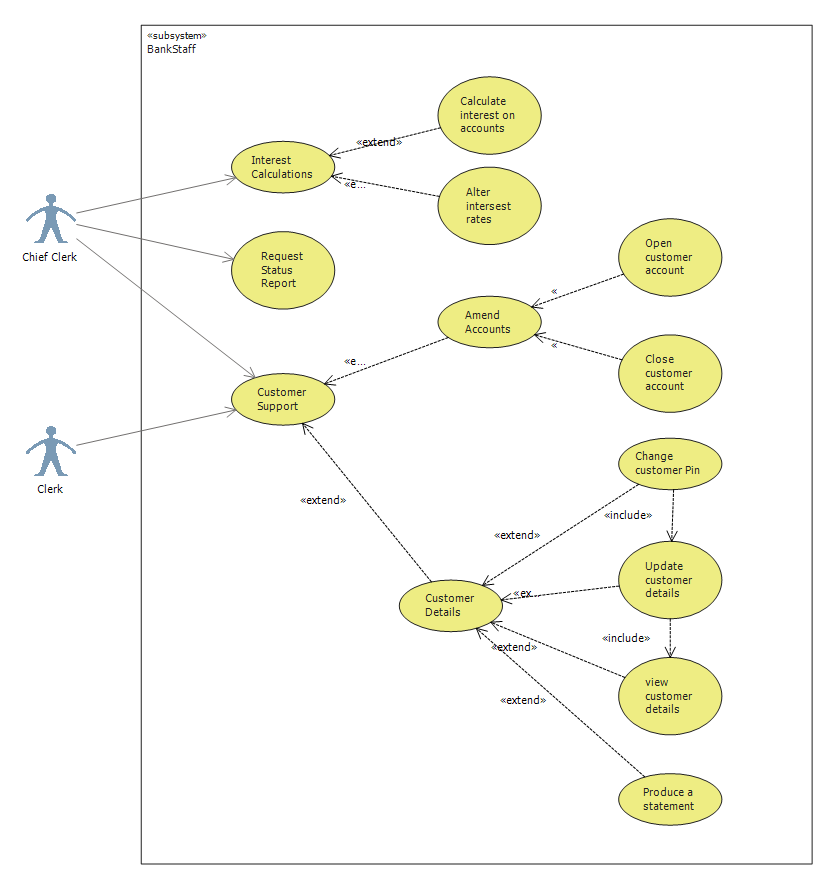 «subsystem»
BankStaff
Calculate
interest on
accounts
«extend»
Interest
Calculations
«e...
Alter
intersest
rates
Chief Clerk
Request
Status
Report
Open
customer
account
«
Amend
Accounts
«
Close
customer
account
«e...
Customer
Support
Clerk
Change
customer Pin
«extend»
«include»
«extend»
Update
customer
details
«ex
Customer
Details
«include»
«extend»
view
customer
details
«extend»
Produce a
statement